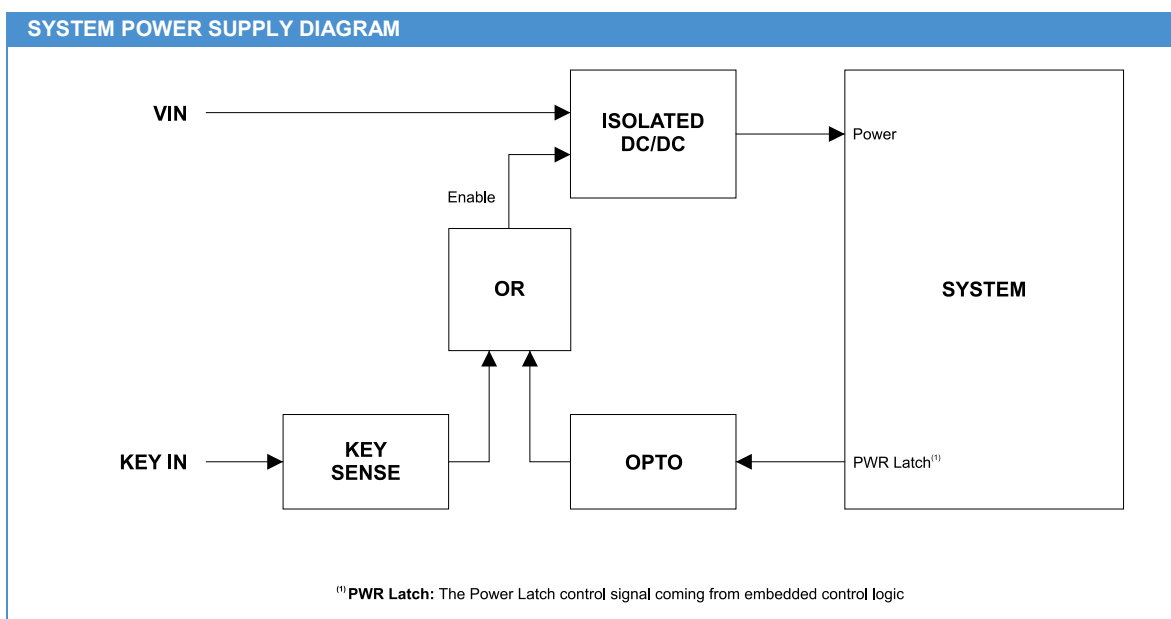 SYSTEM POWER SUPPLY DIAGRAM
VIN
ISOLATED
DC/DC
Power
Enable
OR
SYSTEM
KEY IN
KEY
SENSE
OPTO
PWR Latch⁽¹⁾
⁽¹⁾ PWR Latch: The Power Latch control signal coming from embedded control logic